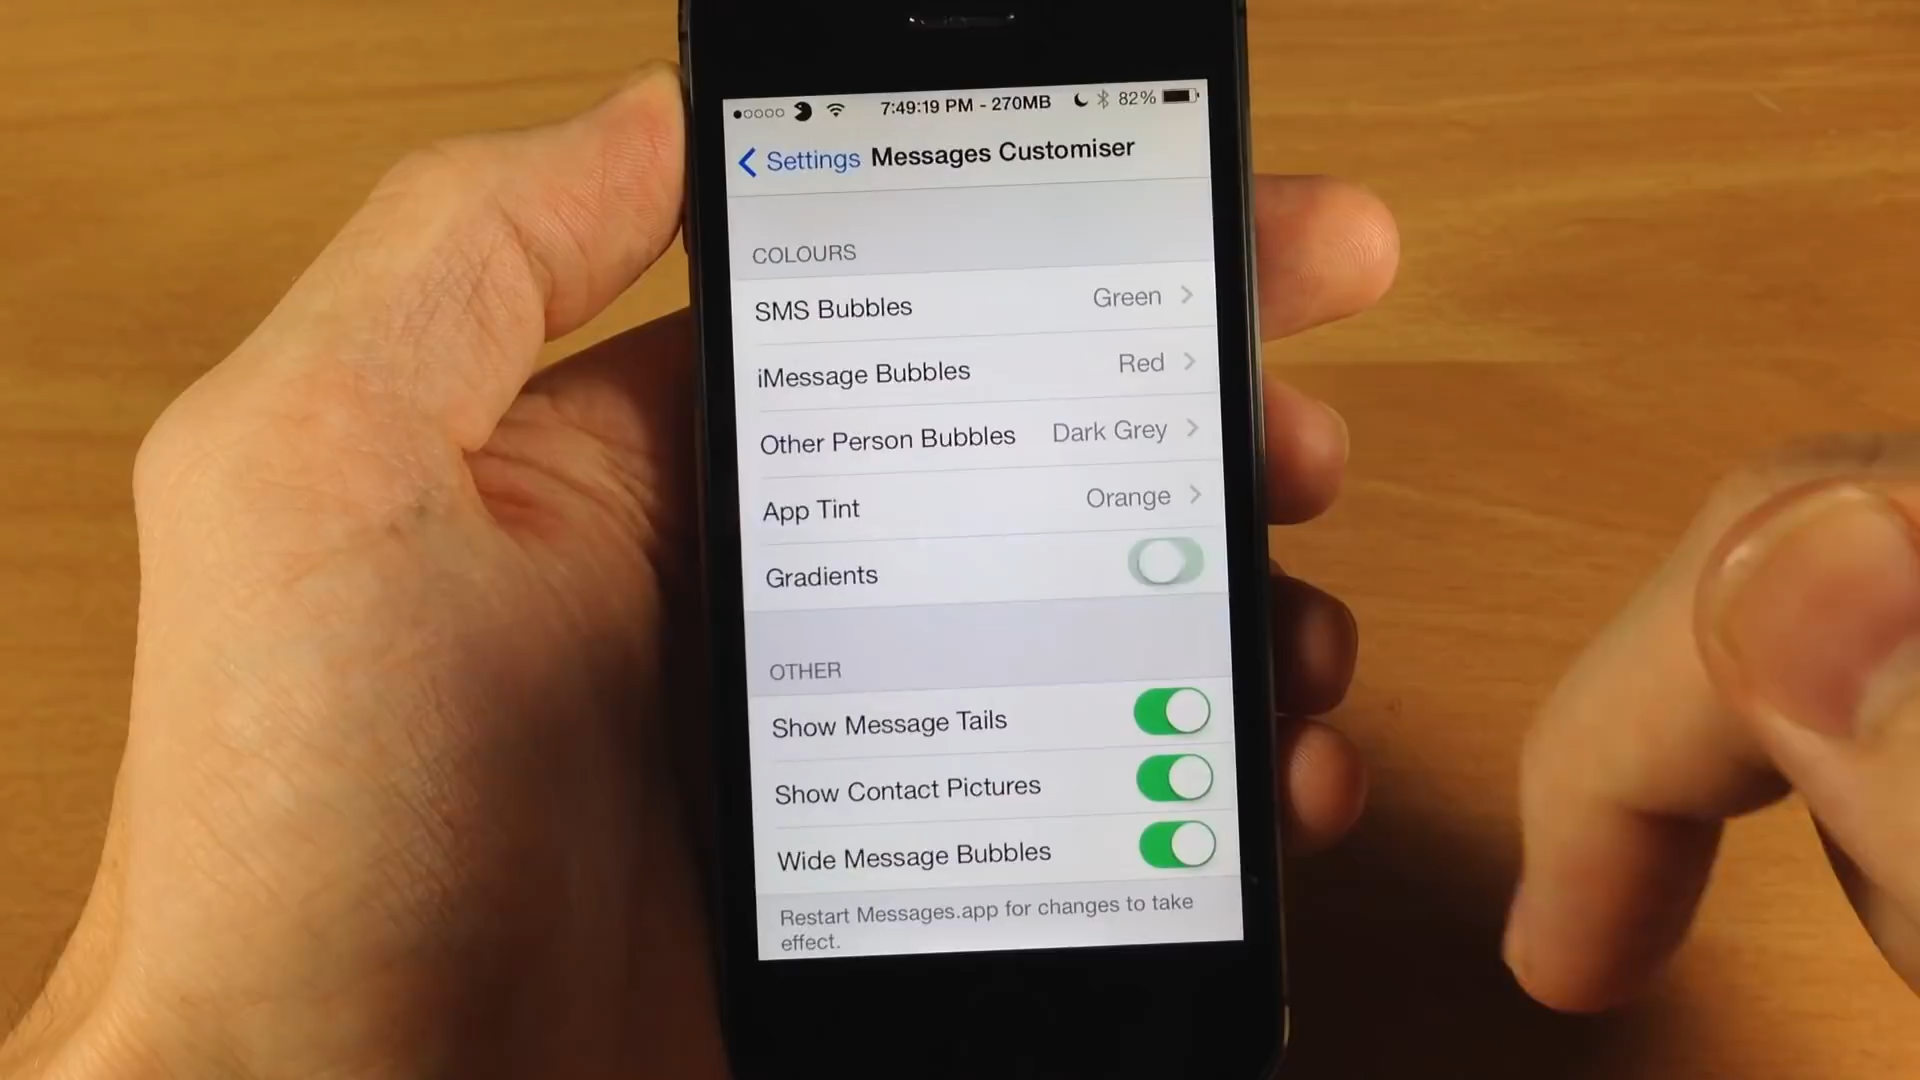 7:49:19 PM - 270MB 82%
Settings Messages Customiser
COLOURS
SMS Bubbles Green
iMessage Bubbles Red
Other Person Bubbles Dark Grey
App Tint Orange
Gradients
OTHER
Show Message Tails
Show Contact Pictures
Wide Message Bubbles
Restart Messages.app for changes to take
effect.